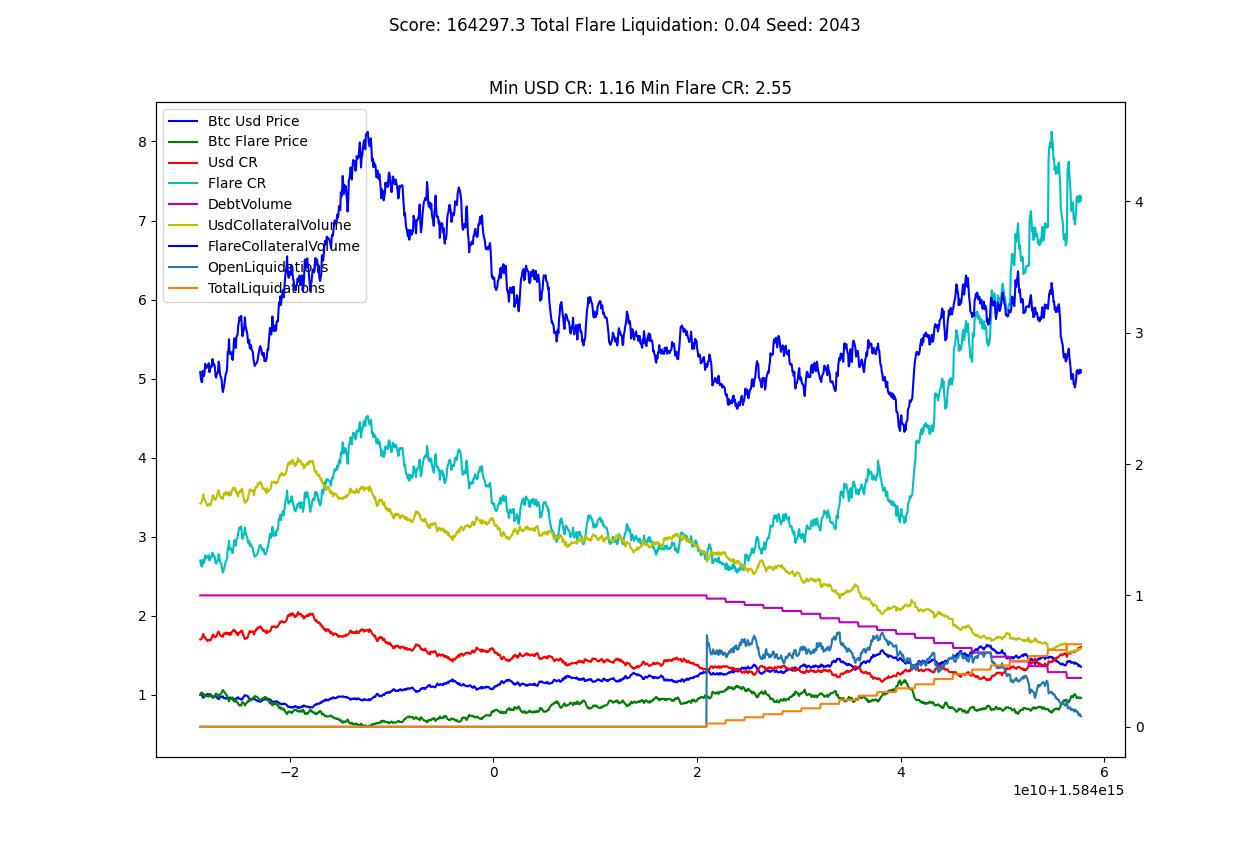 Score: 164297.3 Total Flare Liquidation: 0.04 Seed: 2043
Min USD CR: 1.16 Min Flare CR: 2.55
Btc Usd Price
Btc Flare Price
Usd CR
Flare CR
DebtVolume
UsdCollateralVolume
FlareCollateralVolume
OpenLiquidations
TotalLiquidations
8
7
6
5
4
3
2
1
4
3
2
1
0
−2
0
2
4
6
1e10+1.584e15